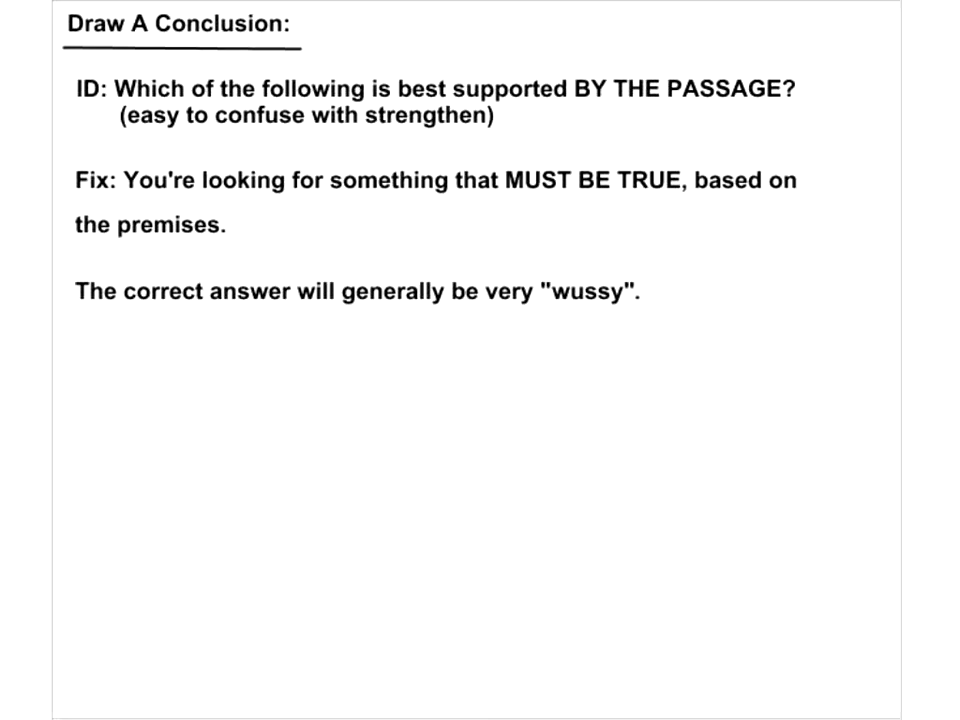 Draw A Conclusion:
ID: Which of the following is best supported BY THE PASSAGE?
(easy to confuse with strengthen)
Fix: You're looking for something that MUST BE TRUE, based on
the premises.
The correct answer will generally be very "wussy".